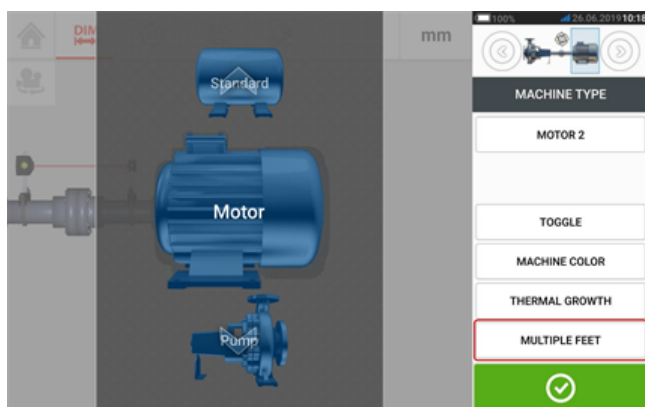 100% 26.06.2019 10:18
DIM
mm
Standard
Motor
Pump
MACHINE TYPE
MOTOR 2
TOGGLE
MACHINE COLOR
THERMAL GROWTH
MULTIPLE FEET